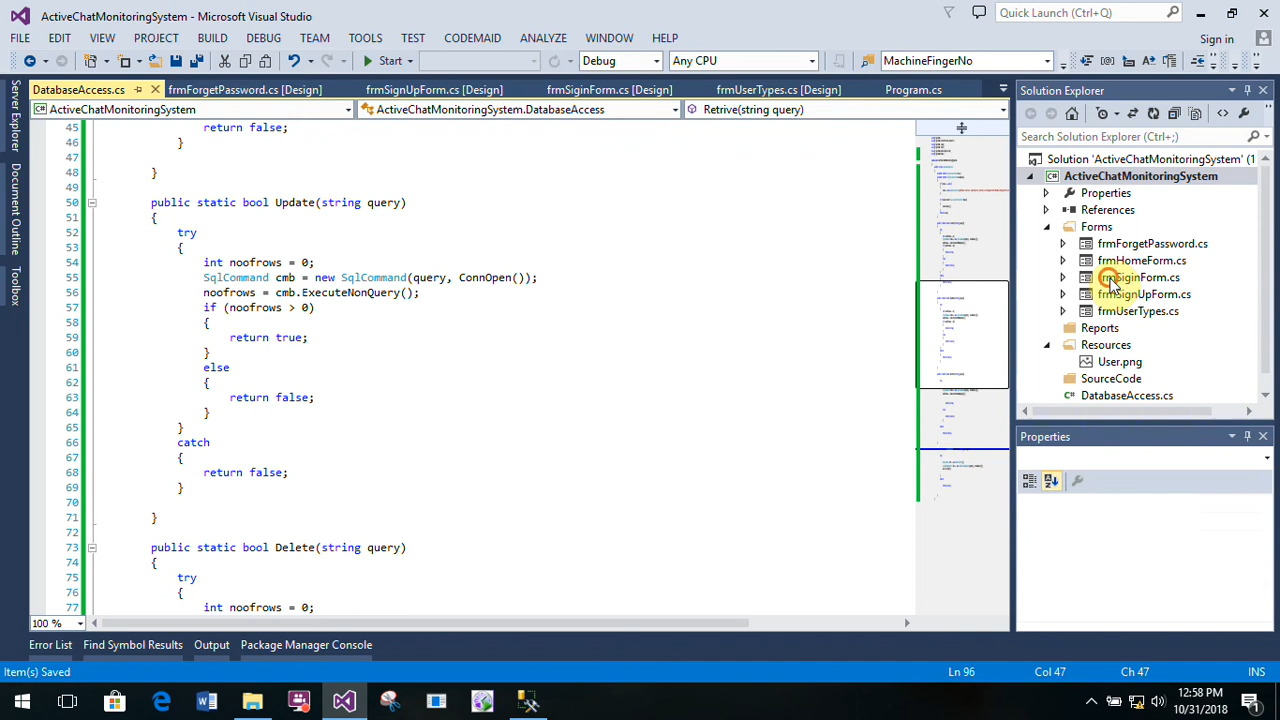 ActiveChatMonitoringSystem - Microsoft Visual Studio
Quick Launch (Ctrl+Q)
FILE EDIT VIEW PROJECT BUILD DEBUG TEAM TOOLS TEST CODEMAID ANALYZE WINDOW HELP
Sign in
Start Debug Any CPU MachineFingerNo
Server Explorer
Document Outline
Toolbox
DatabaseAccess.cs frmForgetPassword.cs [Design] frmSignUpForm.cs [Design] frmSiginForm.cs [Design] frmUserTypes.cs [Design] Program.cs
ActiveChatMonitoringSystem ActiveChatMonitoringSystem.DatabaseAccess Retrive(string query)
45 return false;
46 }
47
48 }
49
50 public static bool Update(string query)
51 {
52 try
53 {
54 int noofrows = 0;
55 SqlCommand cmb = new SqlCommand(query, ConnOpen());
56 noofrows = cmb.ExecuteNonQuery();
57 if (noofrows > 0)
58 {
59 return true;
60 }
61 else
62 {
63 return false;
64 }
65 }
66 catch
67 {
68 return false;
69 }
70
71 }
72
73 public static bool Delete(string query)
74 {
75 try
76 {
77 int noofrows = 0;
100 %
Solution Explorer
Search Solution Explorer (Ctrl+;)
Solution 'ActiveChatMonitoringSystem' (1
ActiveChatMonitoringSystem
Properties
References
Forms
frmForgetPassword.cs
frmHomeForm.cs
SiginForm.cs
frmSignUpForm.cs
frmUserTypes.cs
Reports
Resources
User.png
SourceCode
DatabaseAccess.cs
Properties
Error List Find Symbol Results Output Package Manager Console
Item(s) Saved Ln 96 Col 47 Ch 47 INS
12:58 PM
10/31/2018